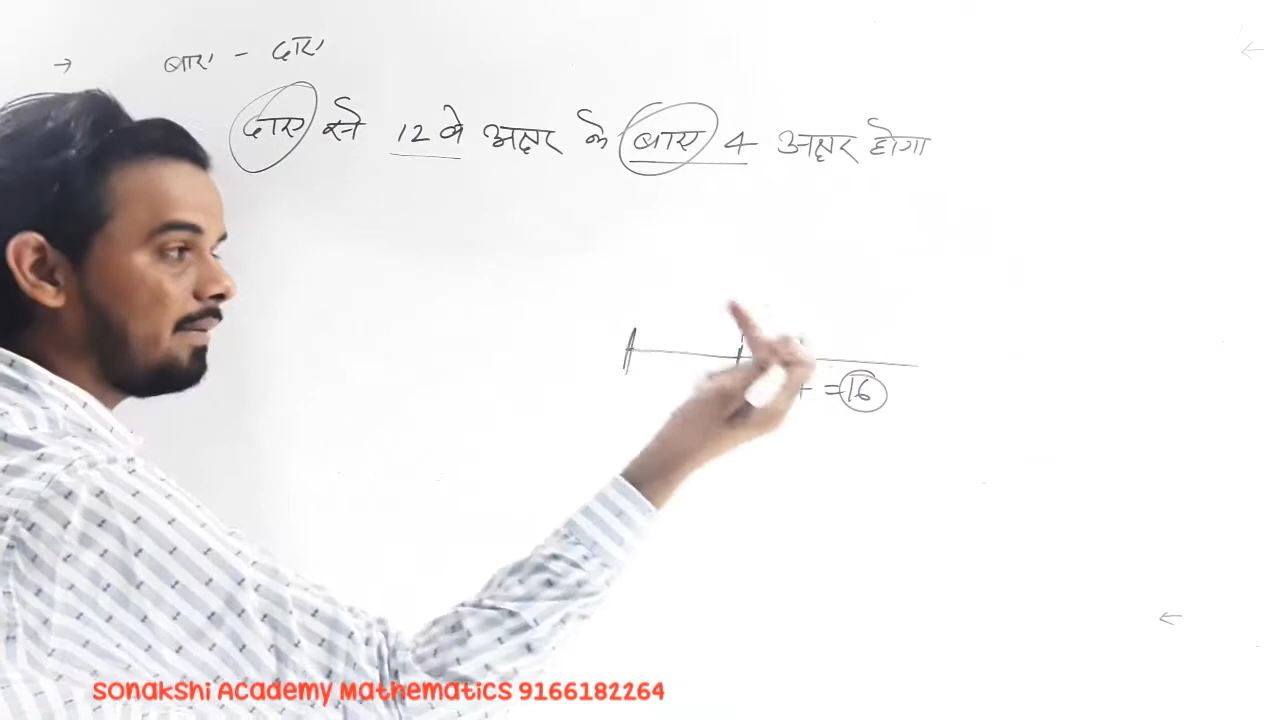 → बाए - दाए
दाए से 12 वे अक्षर के बाए 4 अक्षर होगा
= 16
SONAKSHI ACADEMY MATHEMATICS 9166182264